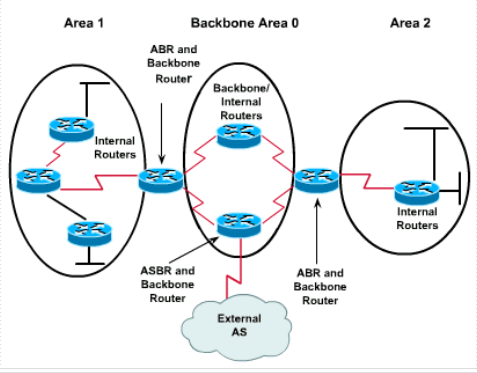 Area 1
Backbone Area 0
Area 2
ABR and
Backbone
Router
Backbone/
Internal
Routers
Internal
Routers
Internal
Routers
ASBR and
Backbone
Router
ABR and
Backbone
Router
External
AS